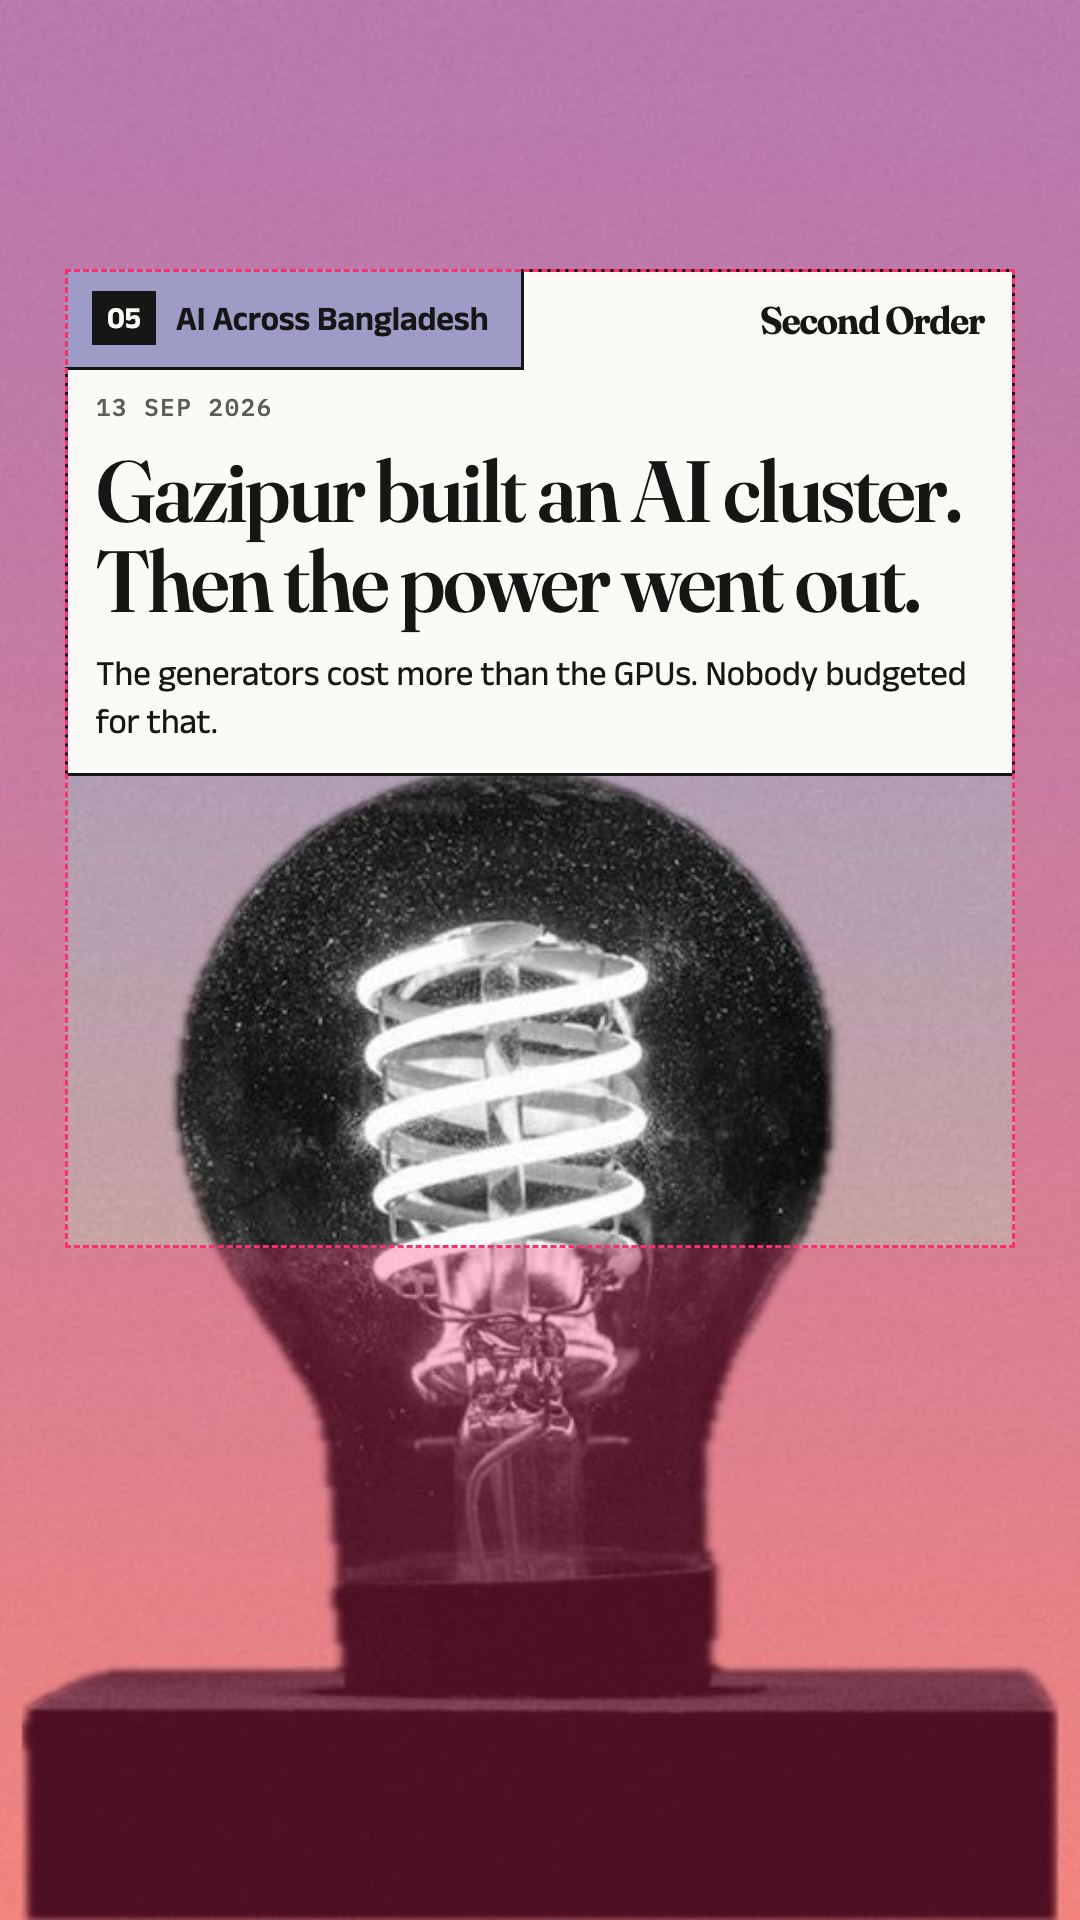 05 AI Across Bangladesh
Second Order
13 SEP 2026
Gazipur built an AI cluster.
Then the power went out.
The generators cost more than the GPUs. Nobody budgeted
for that.